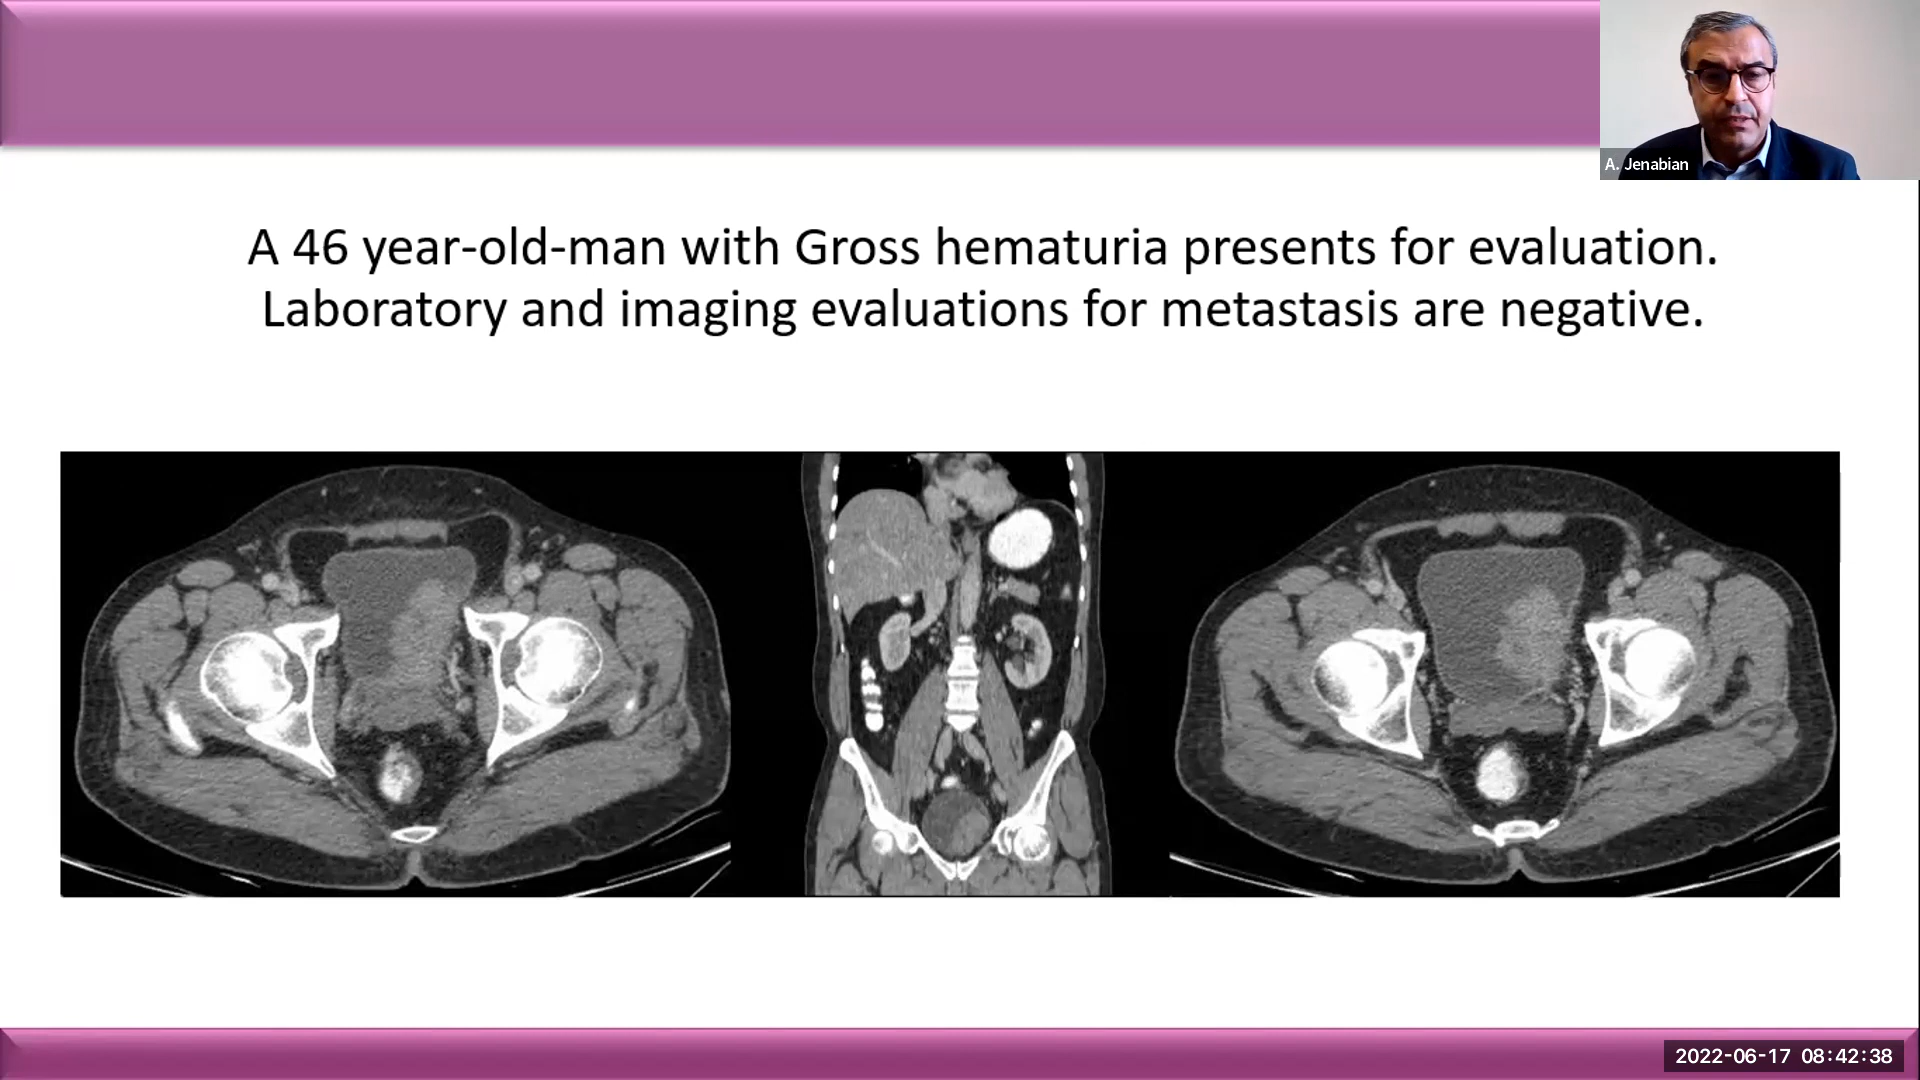 A. Jenabian
A 46 year-old-man with Gross hematuria presents for evaluation.
Laboratory and imaging evaluations for metastasis are negative.
2022-06-17 08:42:38